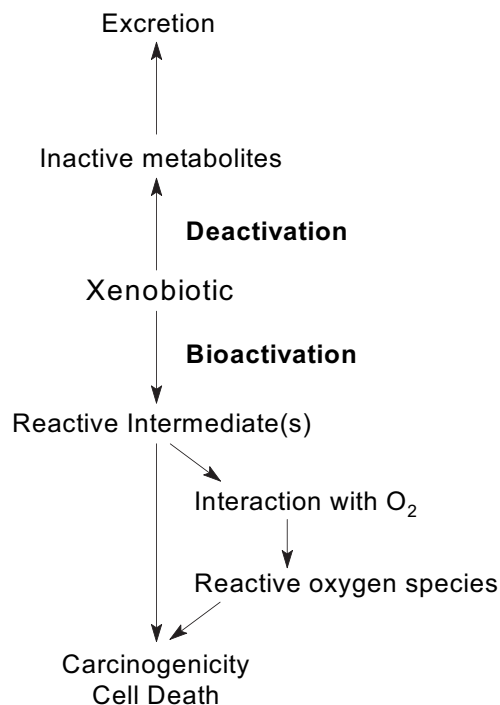 Excretion
Inactive metabolites
Deactivation
Xenobiotic
Bioactivation
Reactive Intermediate(s)
Interaction with O₂
Reactive oxygen species
Carcinogenicity
Cell Death